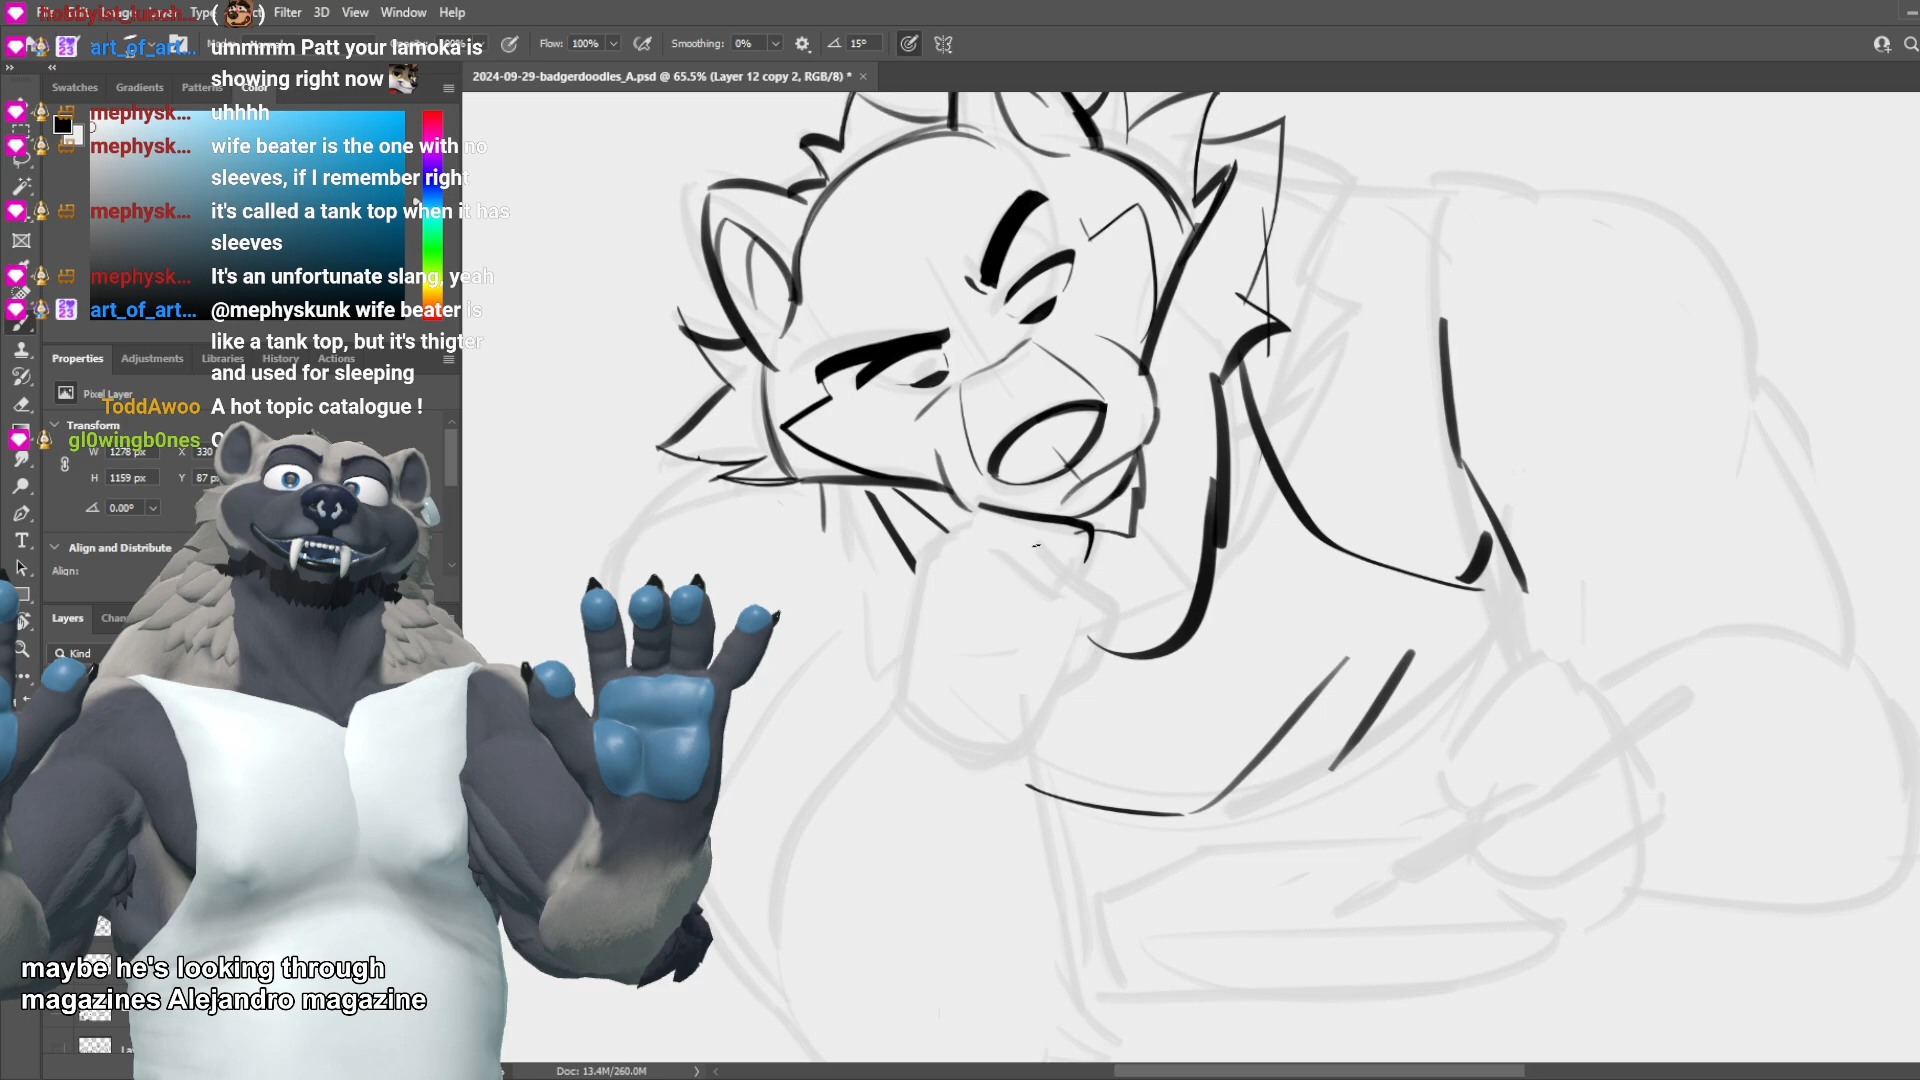 hobbyist_lunch...
Type
Filter
3D
View
Window
Help
art_of_art... ummmm Patt your lamoka is
showing right now
100%
Flow: 100%
Smoothing: 0%
15°
Swatches
Gradients
Patterns
Color
2024-09-29-badgerdoodles_A.psd @ 65.5% (Layer 12 copy 2, RGB/8) *
mephysk... uhhhh
mephysk... wife beater is the one with no
sleeves, if I remember right
mephysk... it's called a tank top when it has
sleeves
mephysk... It's an unfortunate slang, yeah
art_of_art... @mephyskunk wife beater is
like a tank top, but it's thigter
and used for sleeping
Properties
Adjustments
Libraries
History
Actions
Pixel Layer
ToddAwoo A hot topic catalogue !
Transform
gl0wingb0nes
W 1278 px
X 330
H 1159 px
Y 87 p
0.00°
Align and Distribute
Align:
Layers
Kind
maybe he's looking through
magazines Alejandro magazine
Doc: 13.4M/260.0M